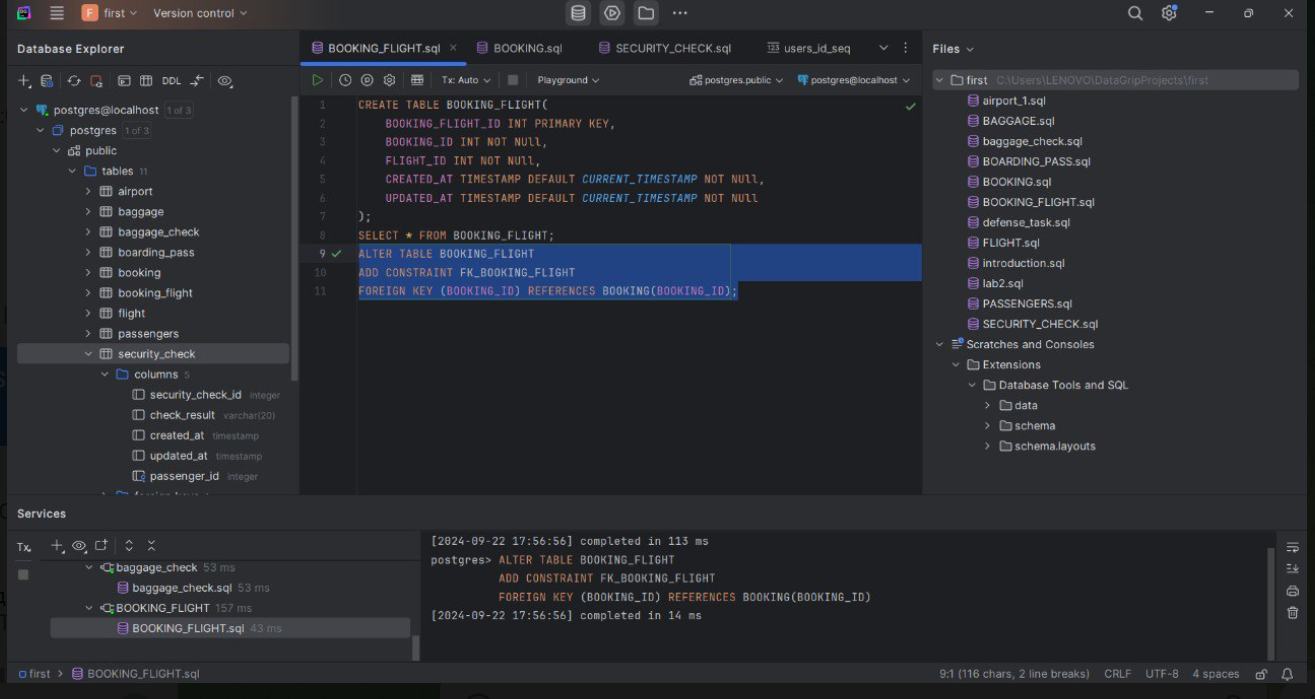 F first Version control
Database Explorer
BOOKING_FLIGHT.sql BOOKING.sql SECURITY_CHECK.sql 123 users_id_seq
Files
DDL
Tx: Auto Playground postgres.public postgres@localhost
postgres@localhost 1 of 3
postgres 1 of 3
public
tables 11
airport
baggage
baggage_check
boarding_pass
booking
booking_flight
flight
passengers
security_check
columns 5
security_check_id integer
check_result varchar(20)
created_at timestamp
updated_at timestamp
passenger_id integer
1 CREATE TABLE BOOKING_FLIGHT(
2 BOOKING_FLIGHT_ID INT PRIMARY KEY,
3 BOOKING_ID INT NOT NUll,
4 FLIGHT_ID INT NOT NUll,
5 CREATED_AT TIMESTAMP DEFAULT CURRENT_TIMESTAMP NOT NUll,
6 UPDATED_AT TIMESTAMP DEFAULT CURRENT_TIMESTAMP NOT NUll
7 );
8 SELECT * FROM BOOKING_FLIGHT;
9 ALTER TABLE BOOKING_FLIGHT
10 ADD CONSTRAINT FK_BOOKING_FLIGHT
11 FOREIGN KEY (BOOKING_ID) REFERENCES BOOKING(BOOKING_ID);
first C:\Users\LENOVO\DataGripProjects\first
airport_1.sql
BAGGAGE.sql
baggage_check.sql
BOARDING_PASS.sql
BOOKING.sql
BOOKING_FLIGHT.sql
defense_task.sql
FLIGHT.sql
introduction.sql
lab2.sql
PASSENGERS.sql
SECURITY_CHECK.sql
Scratches and Consoles
Extensions
Database Tools and SQL
data
schema
schema.layouts
Services
Tx
baggage_check 53 ms
baggage_check.sql 53 ms
BOOKING_FLIGHT 157 ms
BOOKING_FLIGHT.sql 43 ms
[2024-09-22 17:56:56] completed in 113 ms
postgres> ALTER TABLE BOOKING_FLIGHT
ADD CONSTRAINT FK_BOOKING_FLIGHT
FOREIGN KEY (BOOKING_ID) REFERENCES BOOKING(BOOKING_ID)
[2024-09-22 17:56:56] completed in 14 ms
first > BOOKING_FLIGHT.sql
9:1 (116 chars, 2 line breaks) CRLF UTF-8 4 spaces